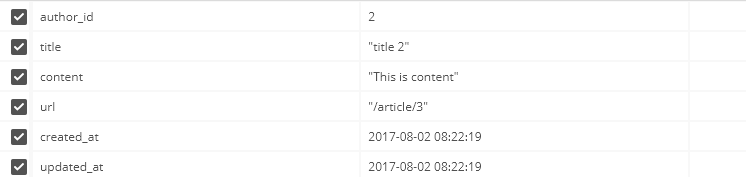 author_id 2
title "title 2"
content "This is content"
url "/article/3"
created_at 2017-08-02 08:22:19
updated_at 2017-08-02 08:22:19